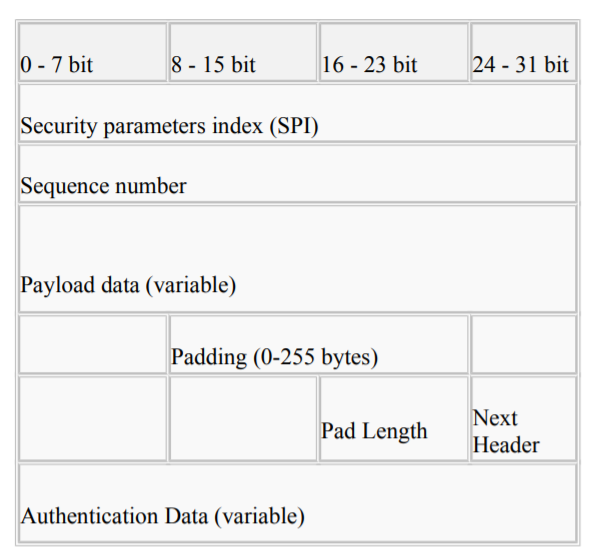 0 - 7 bit 8 - 15 bit 16 - 23 bit 24 - 31 bit
Security parameters index (SPI)
Sequence number
Payload data (variable)
Padding (0-255 bytes)
Pad Length Next
Header
Authentication Data (variable)